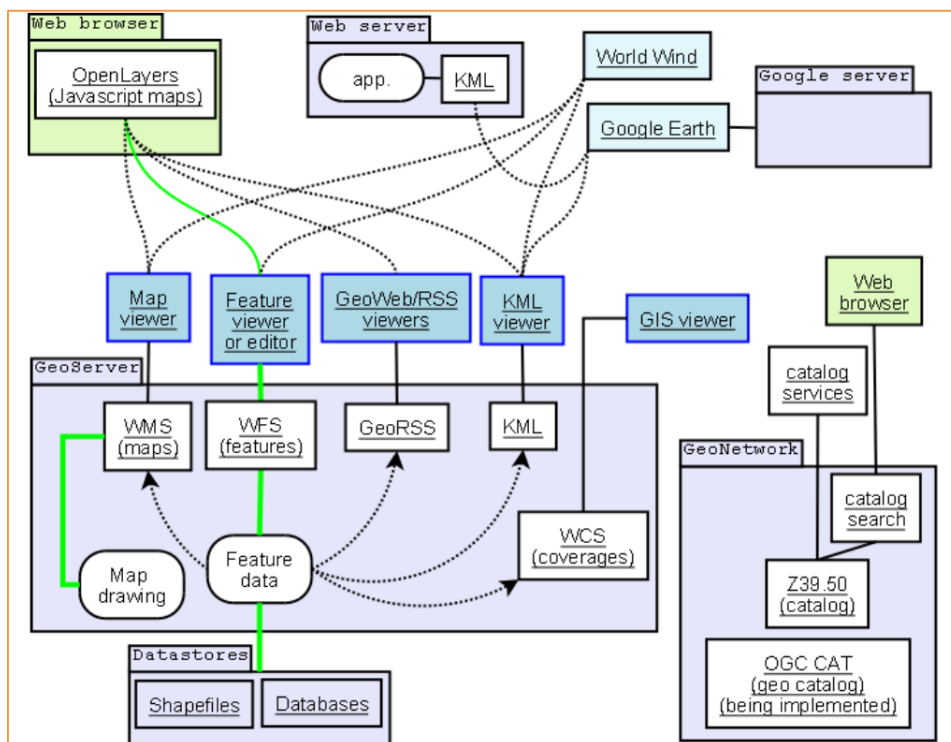 Web browser
OpenLayers
(Javascript maps)
Web server
app.
KML
World Wind
Google Earth
Google server
Map
viewer
Feature
viewer
or editor
GeoWeb/RSS
viewers
KML
viewer
GIS viewer
Web
browser
GeoServer
WMS
(maps)
WFS
(features)
GeoRSS
KML
WCS
(coverages)
Map
drawing
Feature
data
catalog
services
GeoNetwork
catalog
search
Z39.50
(catalog)
OGC CAT
(geo catalog)
(being implemented)
Datastores
Shapefiles
Databases